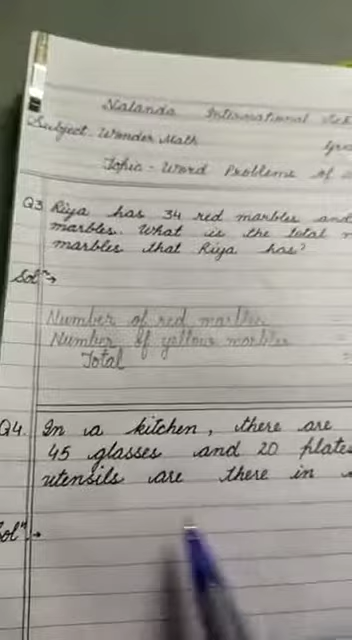 Nalanda International
Subject - Wonder Math
Topic - Word Problems of
Q3 Riya has 34 red marbles and
marbles. What is the total
marbles that Riya has?
Solⁿ→
Number of red marbles
Number of yellow marbles =
Total =
Q4. In a kitchen, there are
45 glasses and 20 plates
utensils are there in
Solⁿ→